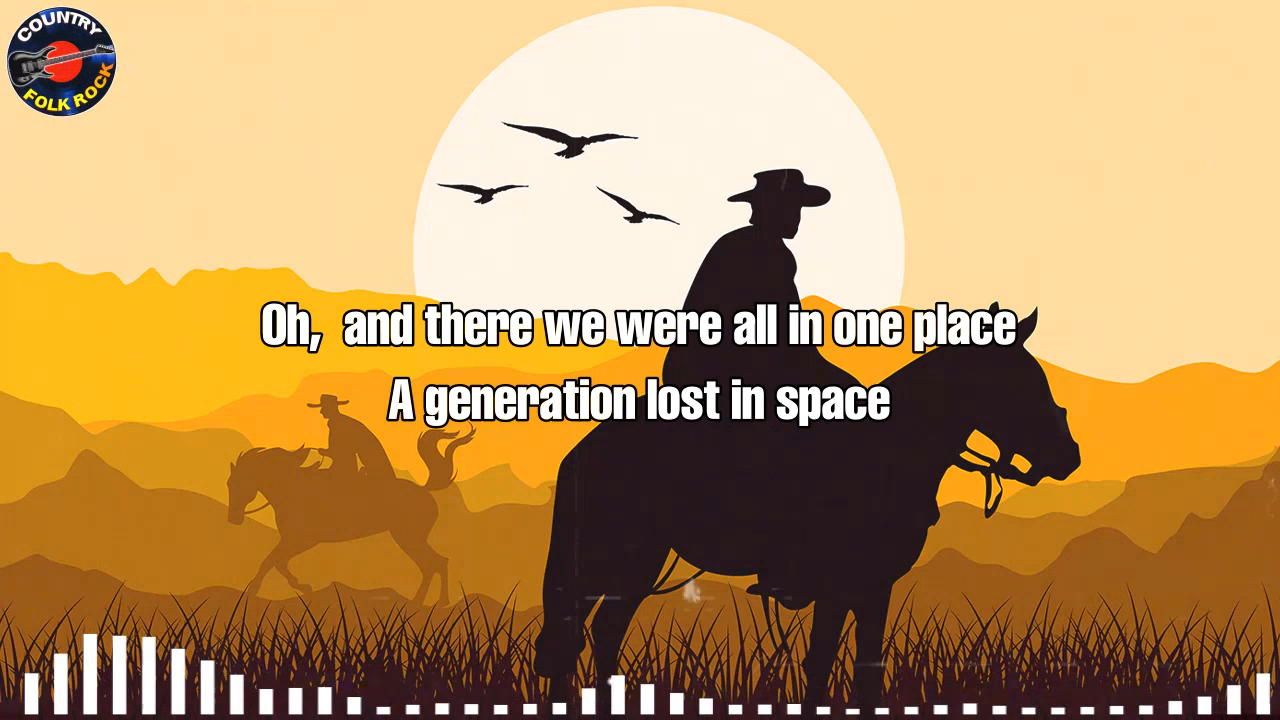 COUNTRY
FOLK ROCK
Oh, and there we were all in one place
A generation lost in space